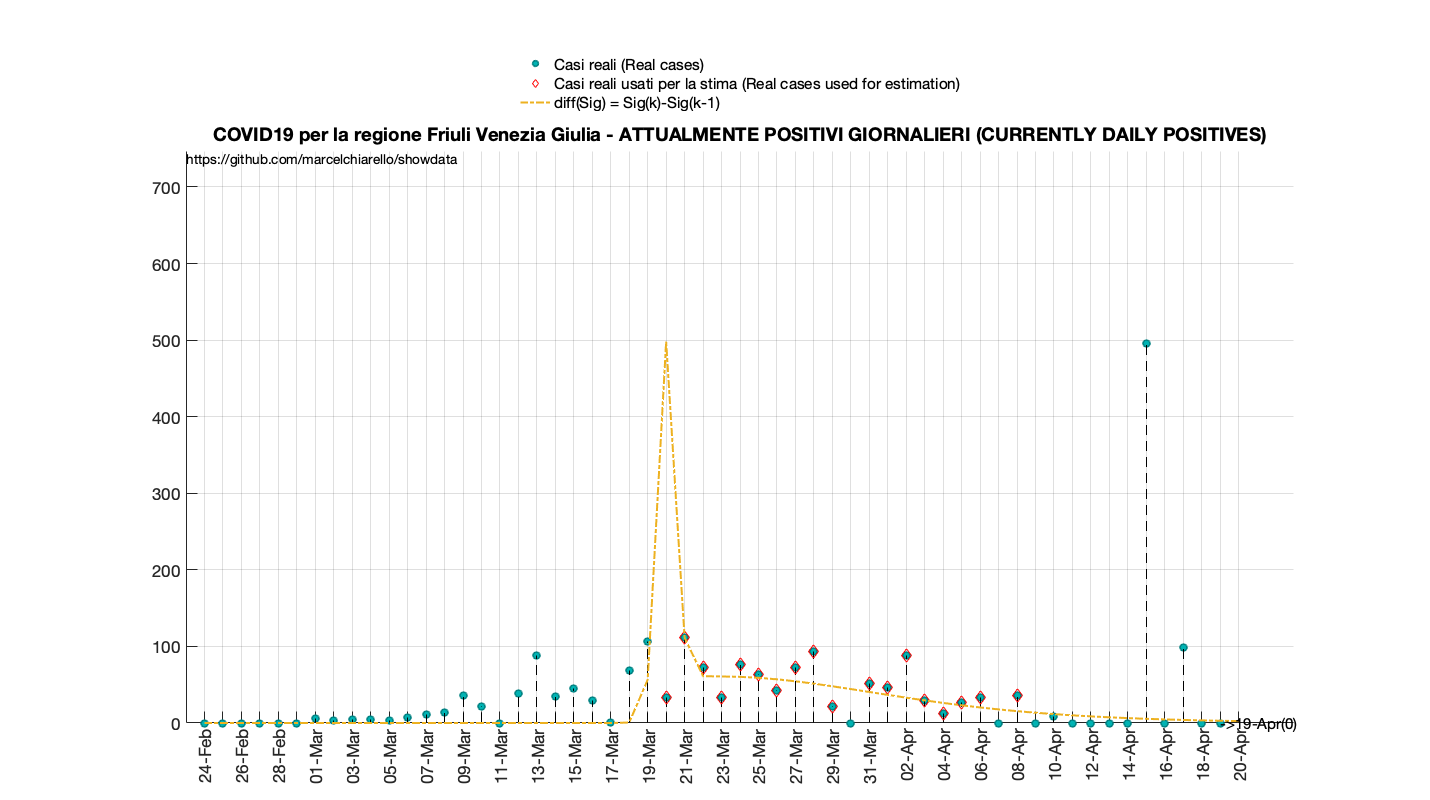 Casi reali (Real cases)
Casi reali usati per la stima (Real cases used for estimation)
diff(Sig) = Sig(k)-Sig(k-1)
COVID19 per la regione Friuli Venezia Giulia - ATTUALMENTE POSITIVI GIORNALIERI (CURRENTLY DAILY POSITIVES)
https://github.com/marcelchiarello/showdata
700
600
500
400
300
200
100
0
->19-Apr(0)
24-Feb
26-Feb
28-Feb
01-Mar
03-Mar
05-Mar
07-Mar
09-Mar
11-Mar
13-Mar
15-Mar
17-Mar
19-Mar
21-Mar
23-Mar
25-Mar
27-Mar
29-Mar
31-Mar
02-Apr
04-Apr
06-Apr
08-Apr
10-Apr
12-Apr
14-Apr
16-Apr
18-Apr
20-Apr